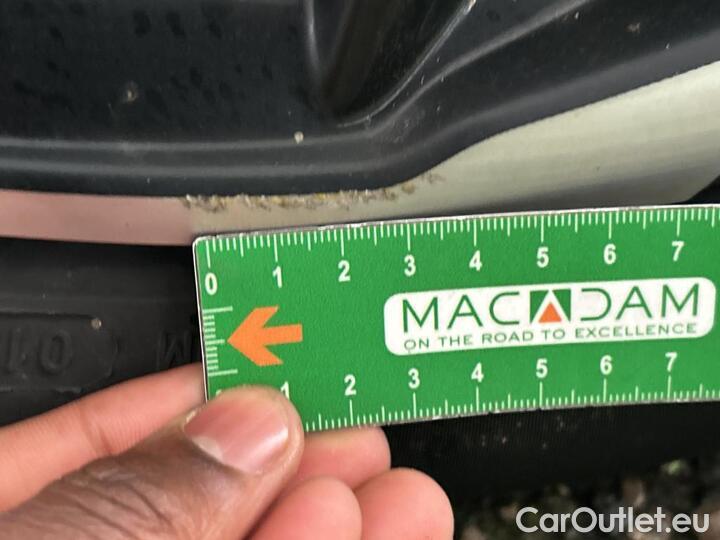 0 1 2 3 4 5 6 7
MACADAM
ON THE ROAD TO EXCELLENCE
1 2 3 4 5 6 7
01
M
CarOutlet.eu